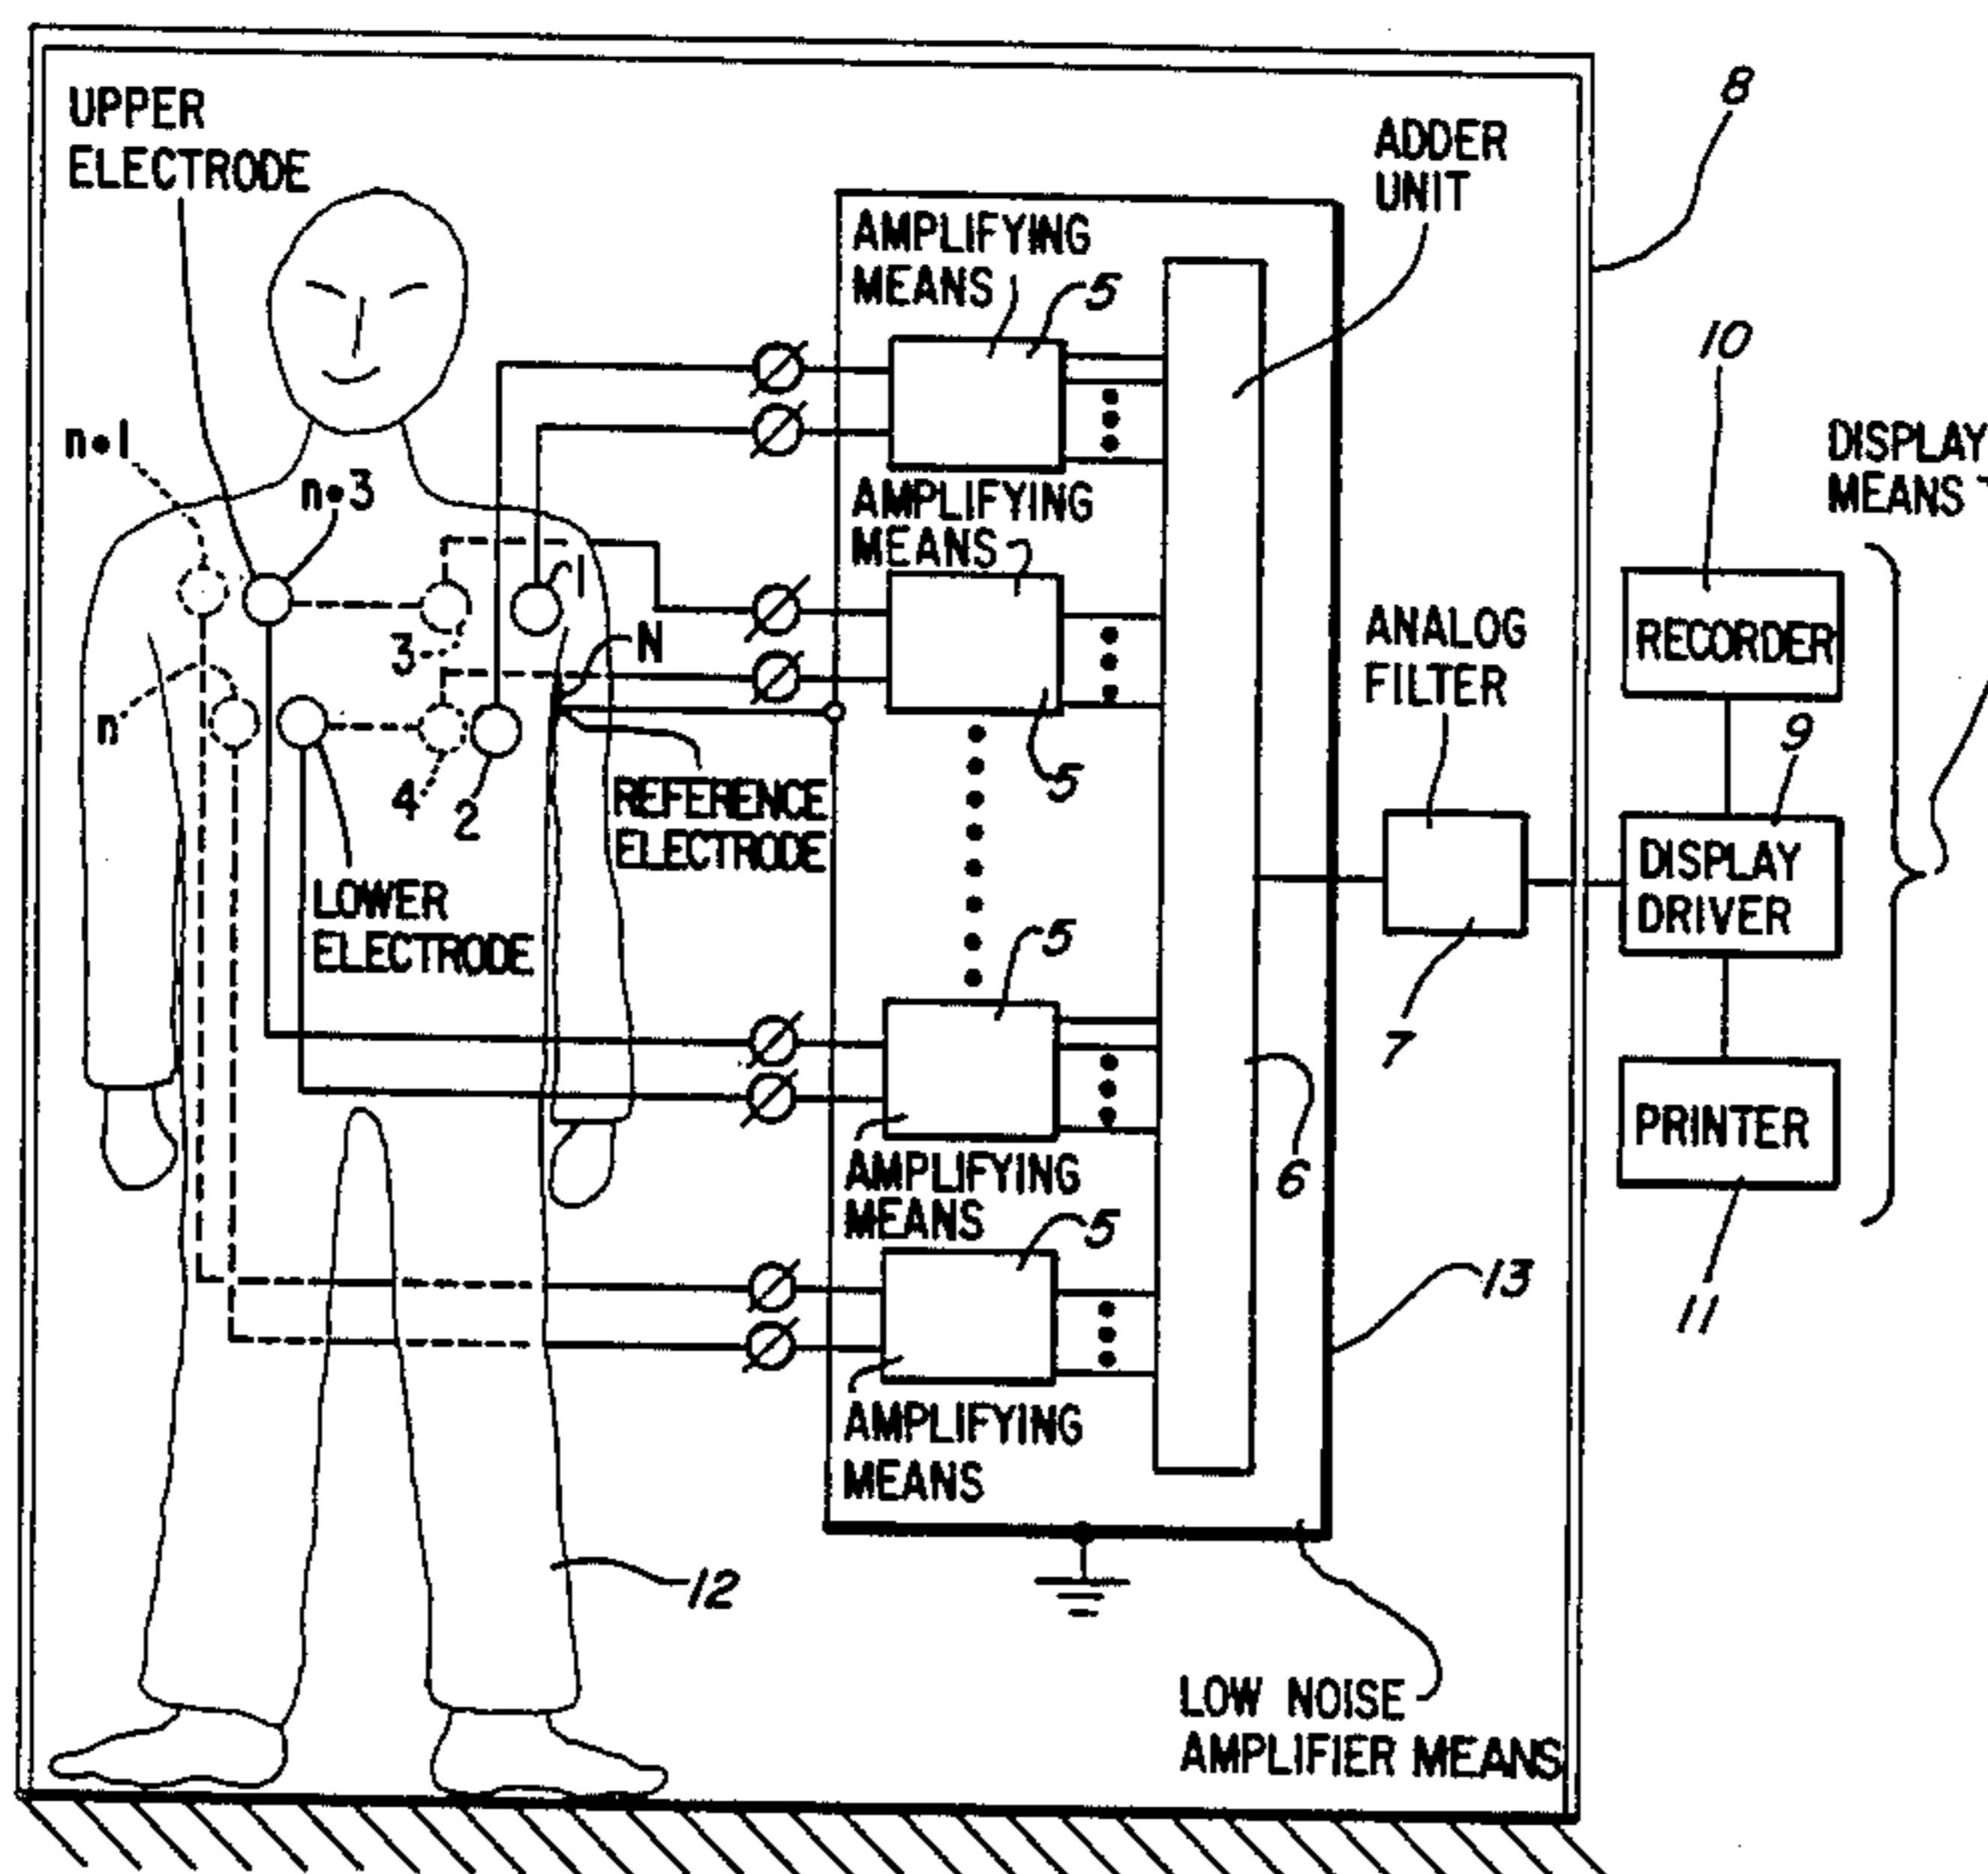 UPPER
ELECTRODE
ADDER
UNIT
8
AMPLIFYING
MEANS
5
10
DISPLAY
MEANS
n•1
n•3
AMPLIFYING
MEANS
1
3
N
ANALOG
FILTER
RECORDER
n
4
2
5
9
REFERENCE
ELECTRODE
DISPLAY
DRIVER
LOWER
ELECTRODE
5
7
PRINTER
6
AMPLIFYING
MEANS
5
13
11
AMPLIFYING
MEANS
12
LOW NOISE
AMPLIFIER MEANS